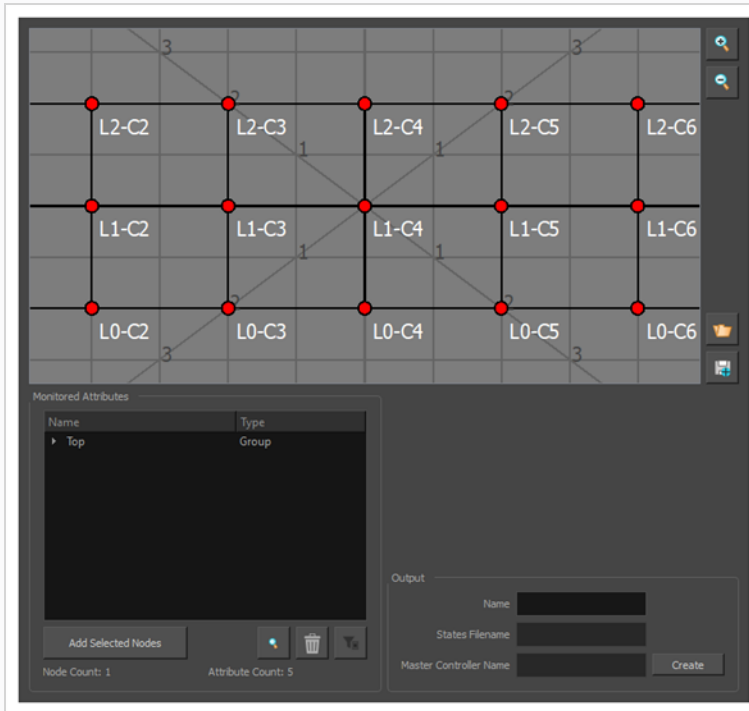 3 3
2 2
L2-C2 L2-C3 L2-C4 L2-C5 L2-C6
1 1
L1-C2 L1-C3 L1-C4 L1-C5 L1-C6
1 1
2 2
L0-C2 L0-C3 L0-C4 L0-C5 L0-C6
3 3
Monitored Attributes
Name Type
Top Group
Add Selected Nodes
Node Count: 1 Attribute Count: 5
Output
Name
States Filename
Master Controller Name Create